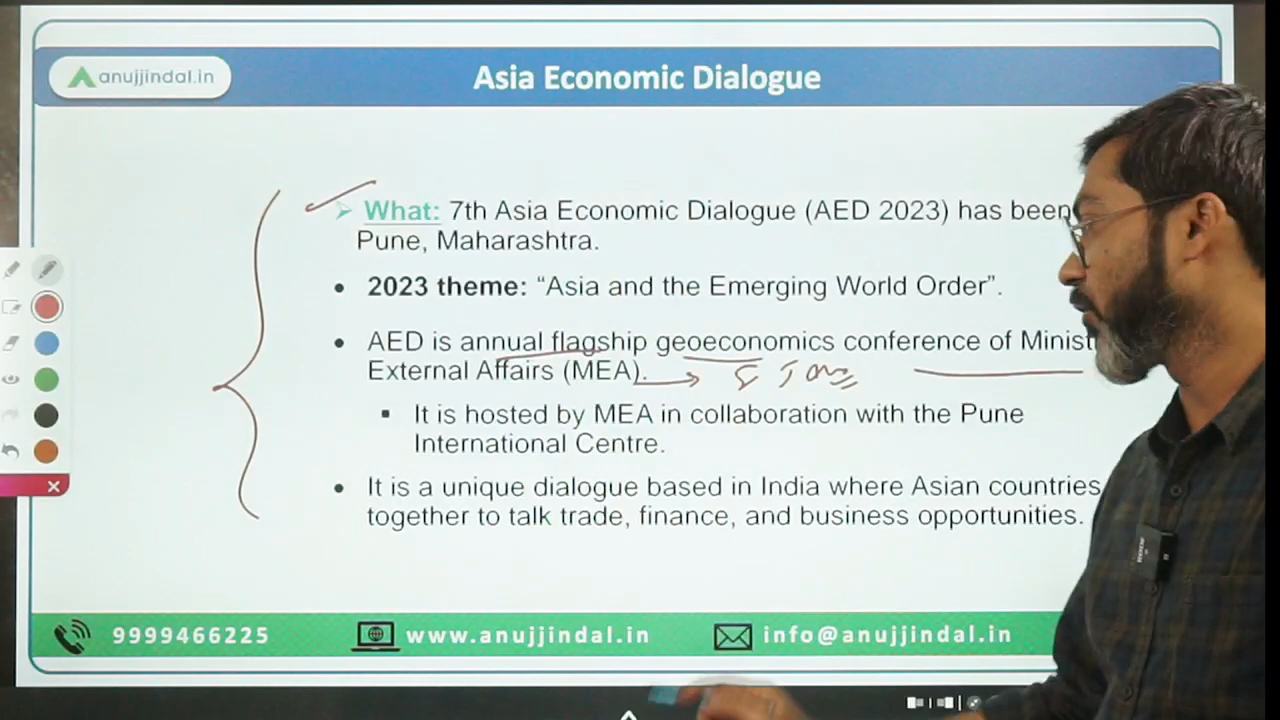 anujjindal.in
Asia Economic Dialogue
What: 7th Asia Economic Dialogue (AED 2023) has been
Pune, Maharashtra.
2023 theme: “Asia and the Emerging World Order”.
AED is annual flagship geoeconomics conference of Minist
External Affairs (MEA).
It is hosted by MEA in collaboration with the Pune
International Centre.
It is a unique dialogue based in India where Asian countries
together to talk trade, finance, and business opportunities.
9999466225
www.anujjindal.in
info@anujjindal.in